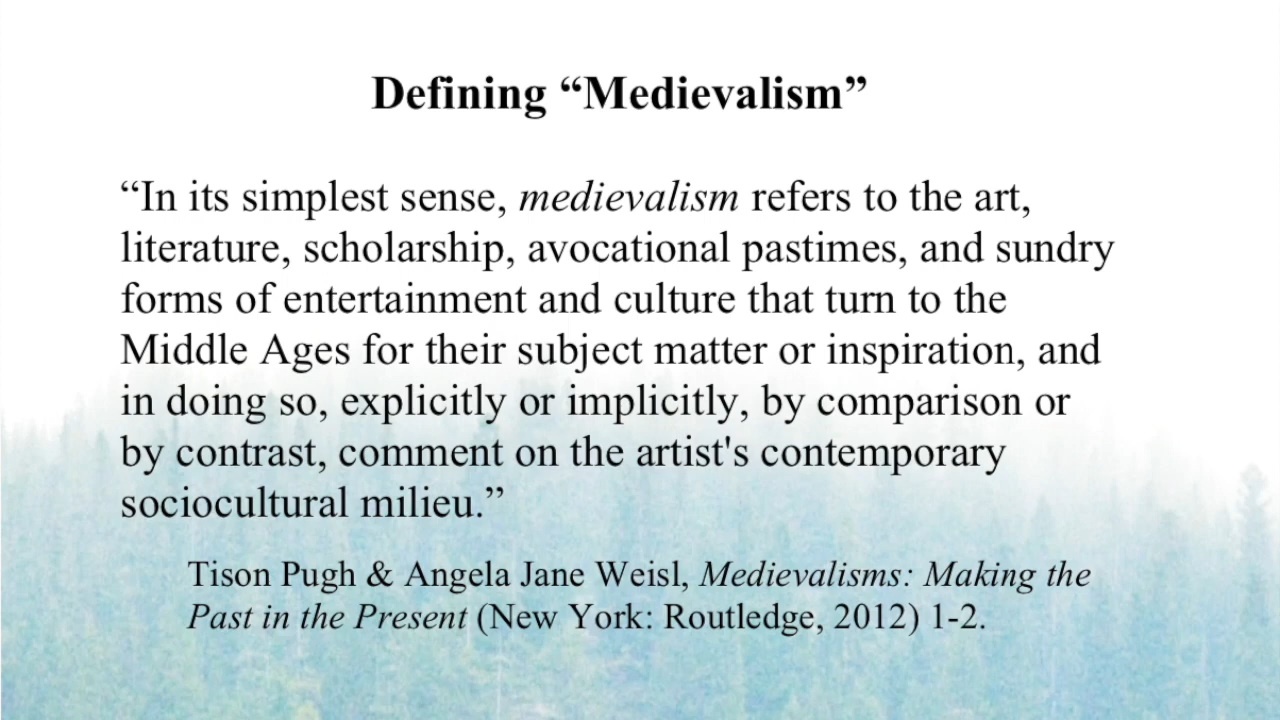 Defining “Medievalism”
“In its simplest sense, medievalism refers to the art,
literature, scholarship, avocational pastimes, and sundry
forms of entertainment and culture that turn to the
Middle Ages for their subject matter or inspiration, and
in doing so, explicitly or implicitly, by comparison or
by contrast, comment on the artist's contemporary
sociocultural milieu.”
Tison Pugh & Angela Jane Weisl, Medievalisms: Making the
Past in the Present (New York: Routledge, 2012) 1-2.